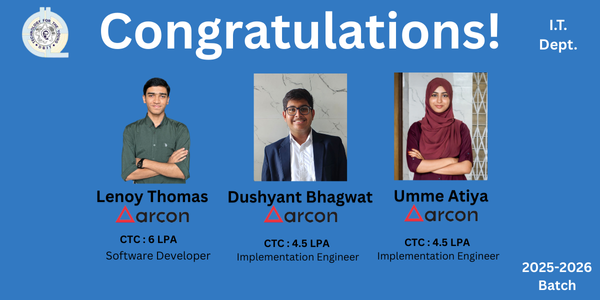 Congratulations!
I.T.
Dept.
Lenoy Thomas
arcon
CTC : 6 LPA
Software Developer
Dushyant Bhagwat
arcon
CTC : 4.5 LPA
Implementation Engineer
Umme Atiya
arcon
CTC : 4.5 LPA
Implementation Engineer
2025-2026
Batch